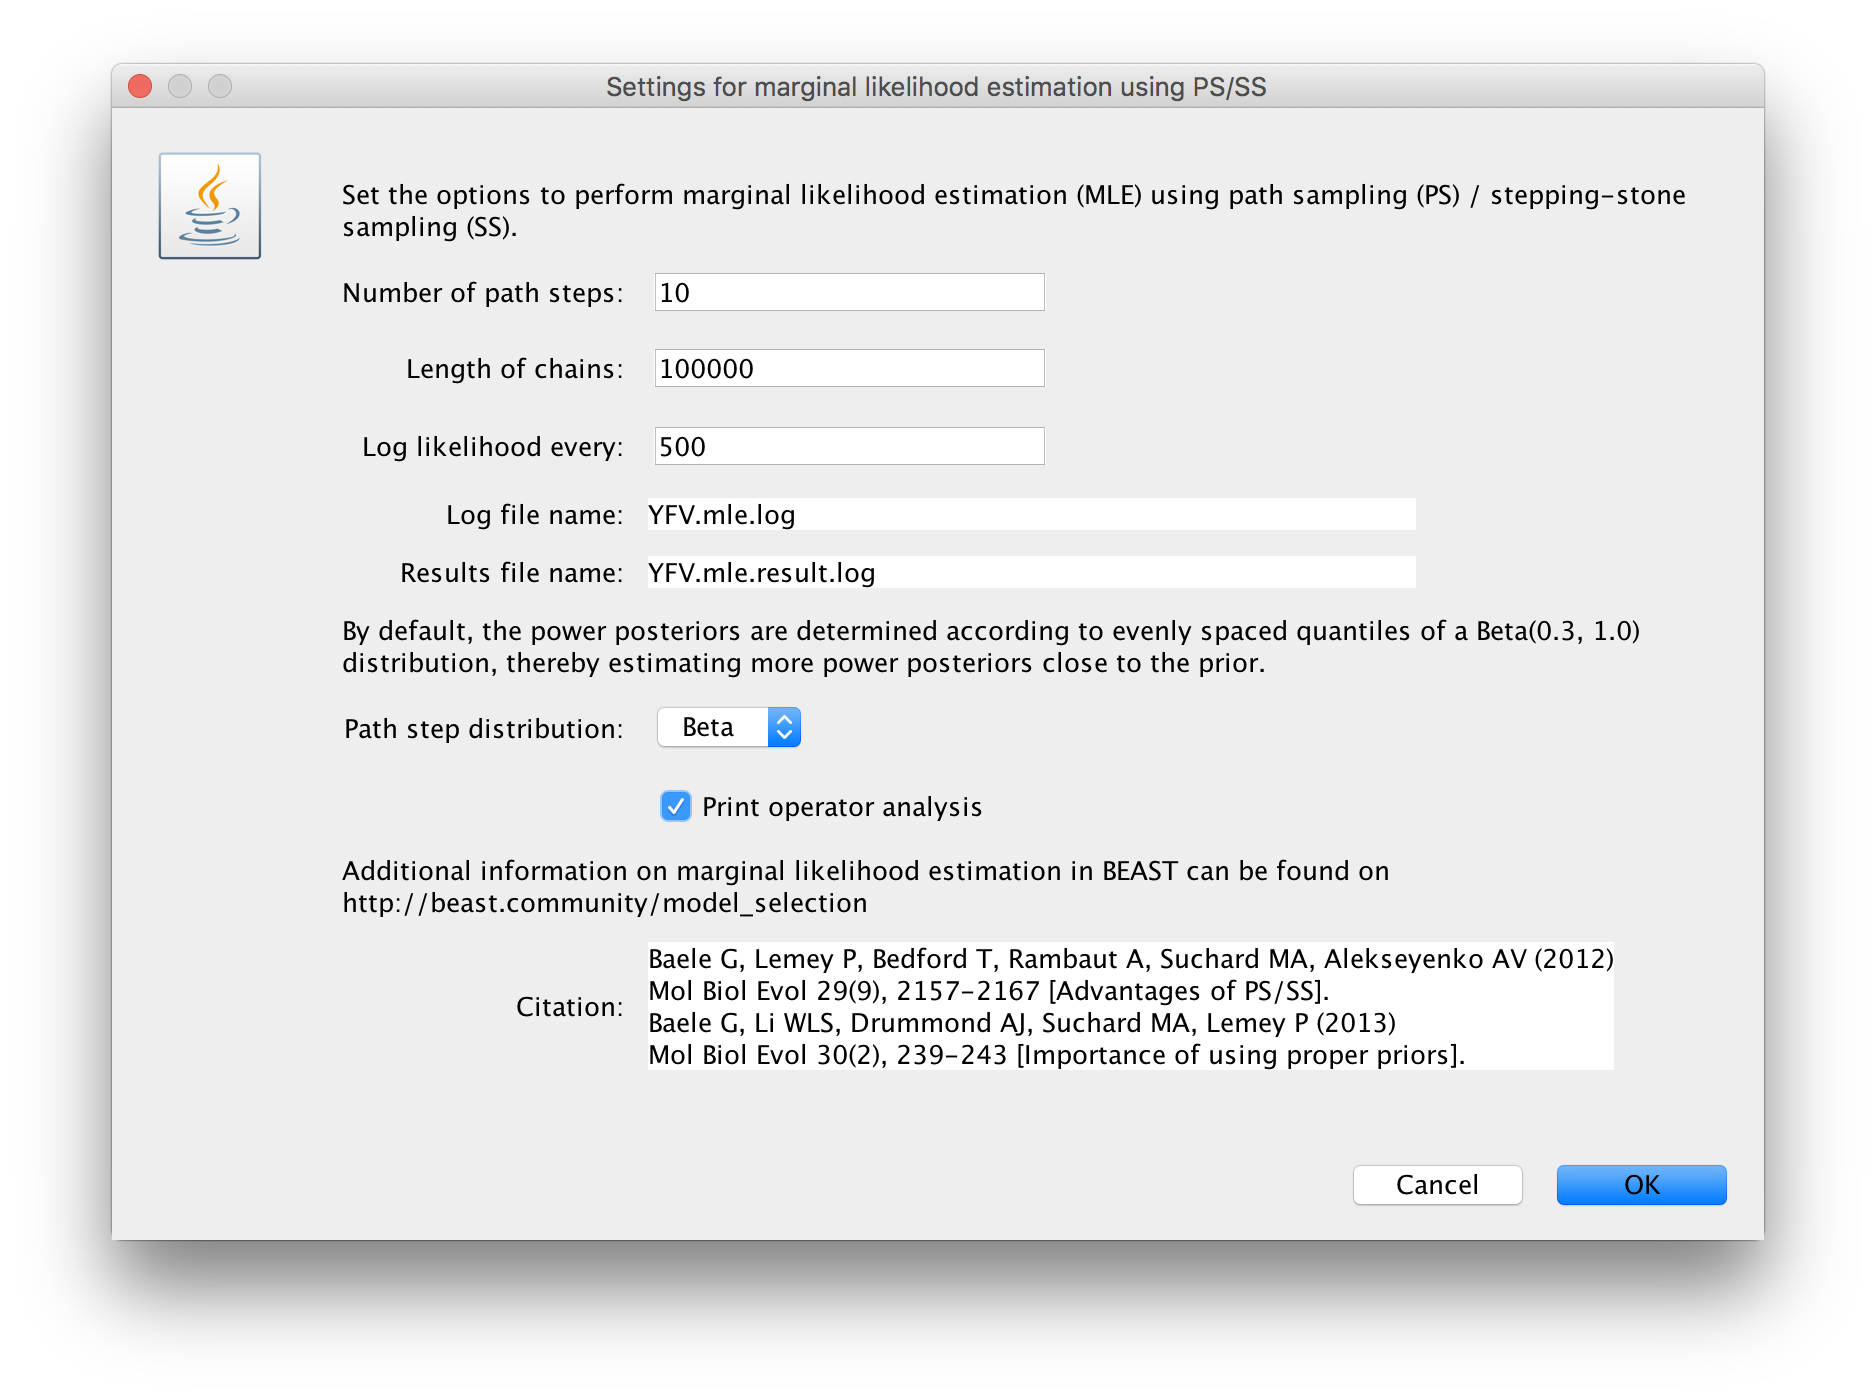 Settings for marginal likelihood estimation using PS/SS
Set the options to perform marginal likelihood estimation (MLE) using path sampling (PS) / stepping-stone
sampling (SS).
Number of path steps: 10
Length of chains: 100000
Log likelihood every: 500
Log file name: YFV.mle.log
Results file name: YFV.mle.result.log
By default, the power posteriors are determined according to evenly spaced quantiles of a Beta(0.3, 1.0)
distribution, thereby estimating more power posteriors close to the prior.
Path step distribution: Beta
Print operator analysis
Additional information on marginal likelihood estimation in BEAST can be found on
http://beast.community/model_selection
Citation:
Baele G, Lemey P, Bedford T, Rambaut A, Suchard MA, Alekseyenko AV (2012)
Mol Biol Evol 29(9), 2157-2167 [Advantages of PS/SS].
Baele G, Li WLS, Drummond AJ, Suchard MA, Lemey P (2013)
Mol Biol Evol 30(2), 239-243 [Importance of using proper priors].
Cancel OK